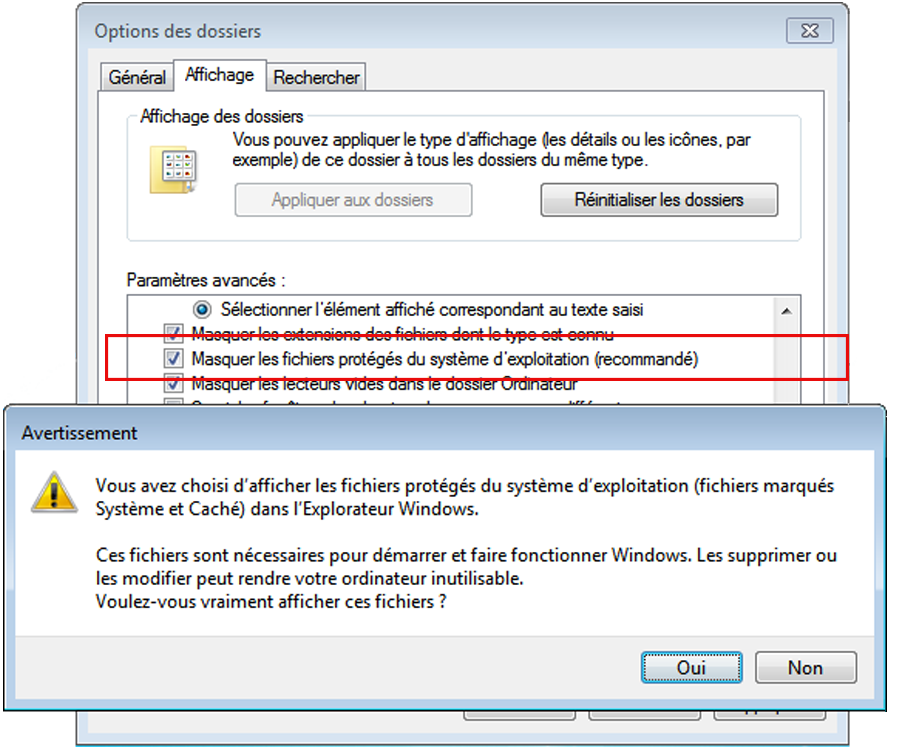 Options des dossiers
Général
Affichage
Rechercher
Affichage des dossiers
Vous pouvez appliquer le type d'affichage (les détails ou les icônes, par
exemple) de ce dossier à tous les dossiers du même type.
Appliquer aux dossiers
Réinitialiser les dossiers
Paramètres avancés :
Sélectionner l'élément affiché correspondant au texte saisi
Masquer les extensions des fichiers dont le type est connu
Masquer les fichiers protégés du système d'exploitation (recommandé)
Masquer les lecteurs vides dans le dossier Ordinateur
Avertissement
Vous avez choisi d'afficher les fichiers protégés du système d'exploitation (fichiers marqués
Système et Caché) dans l'Explorateur Windows.
Ces fichiers sont nécessaires pour démarrer et faire fonctionner Windows. Les supprimer ou
les modifier peut rendre votre ordinateur inutilisable.
Voulez-vous vraiment afficher ces fichiers ?
Oui
Non